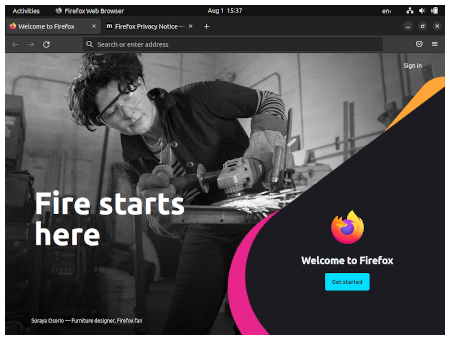 Activities
Firefox Web Browser
Aug 1 15:37
en₁
Welcome to Firefox
m Firefox Privacy Notice —
Search or enter address
Sign in
Fire starts
here
Welcome to Firefox
Get started
Soraya Osorio — Furniture designer, Firefox fan